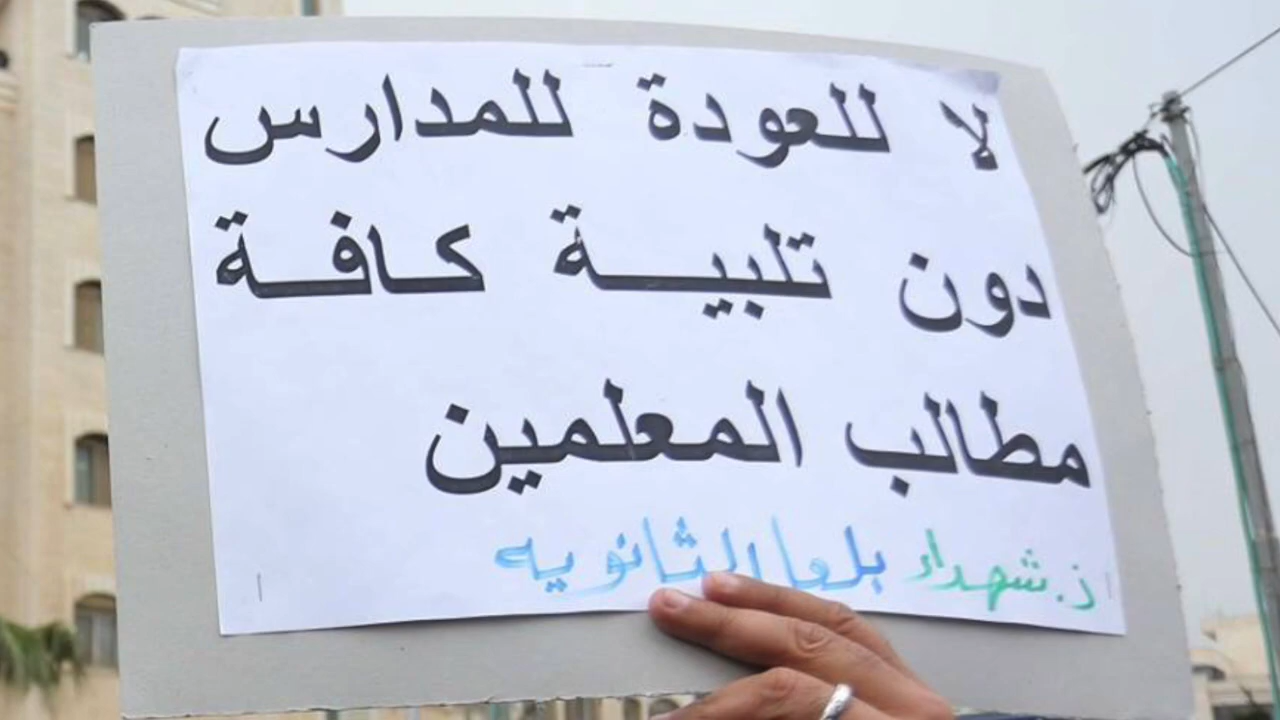 لا للعودة للمدارس
دون تلبية كافة
مطالب المعلمين
ذ. شهداء بلعا الثانويه